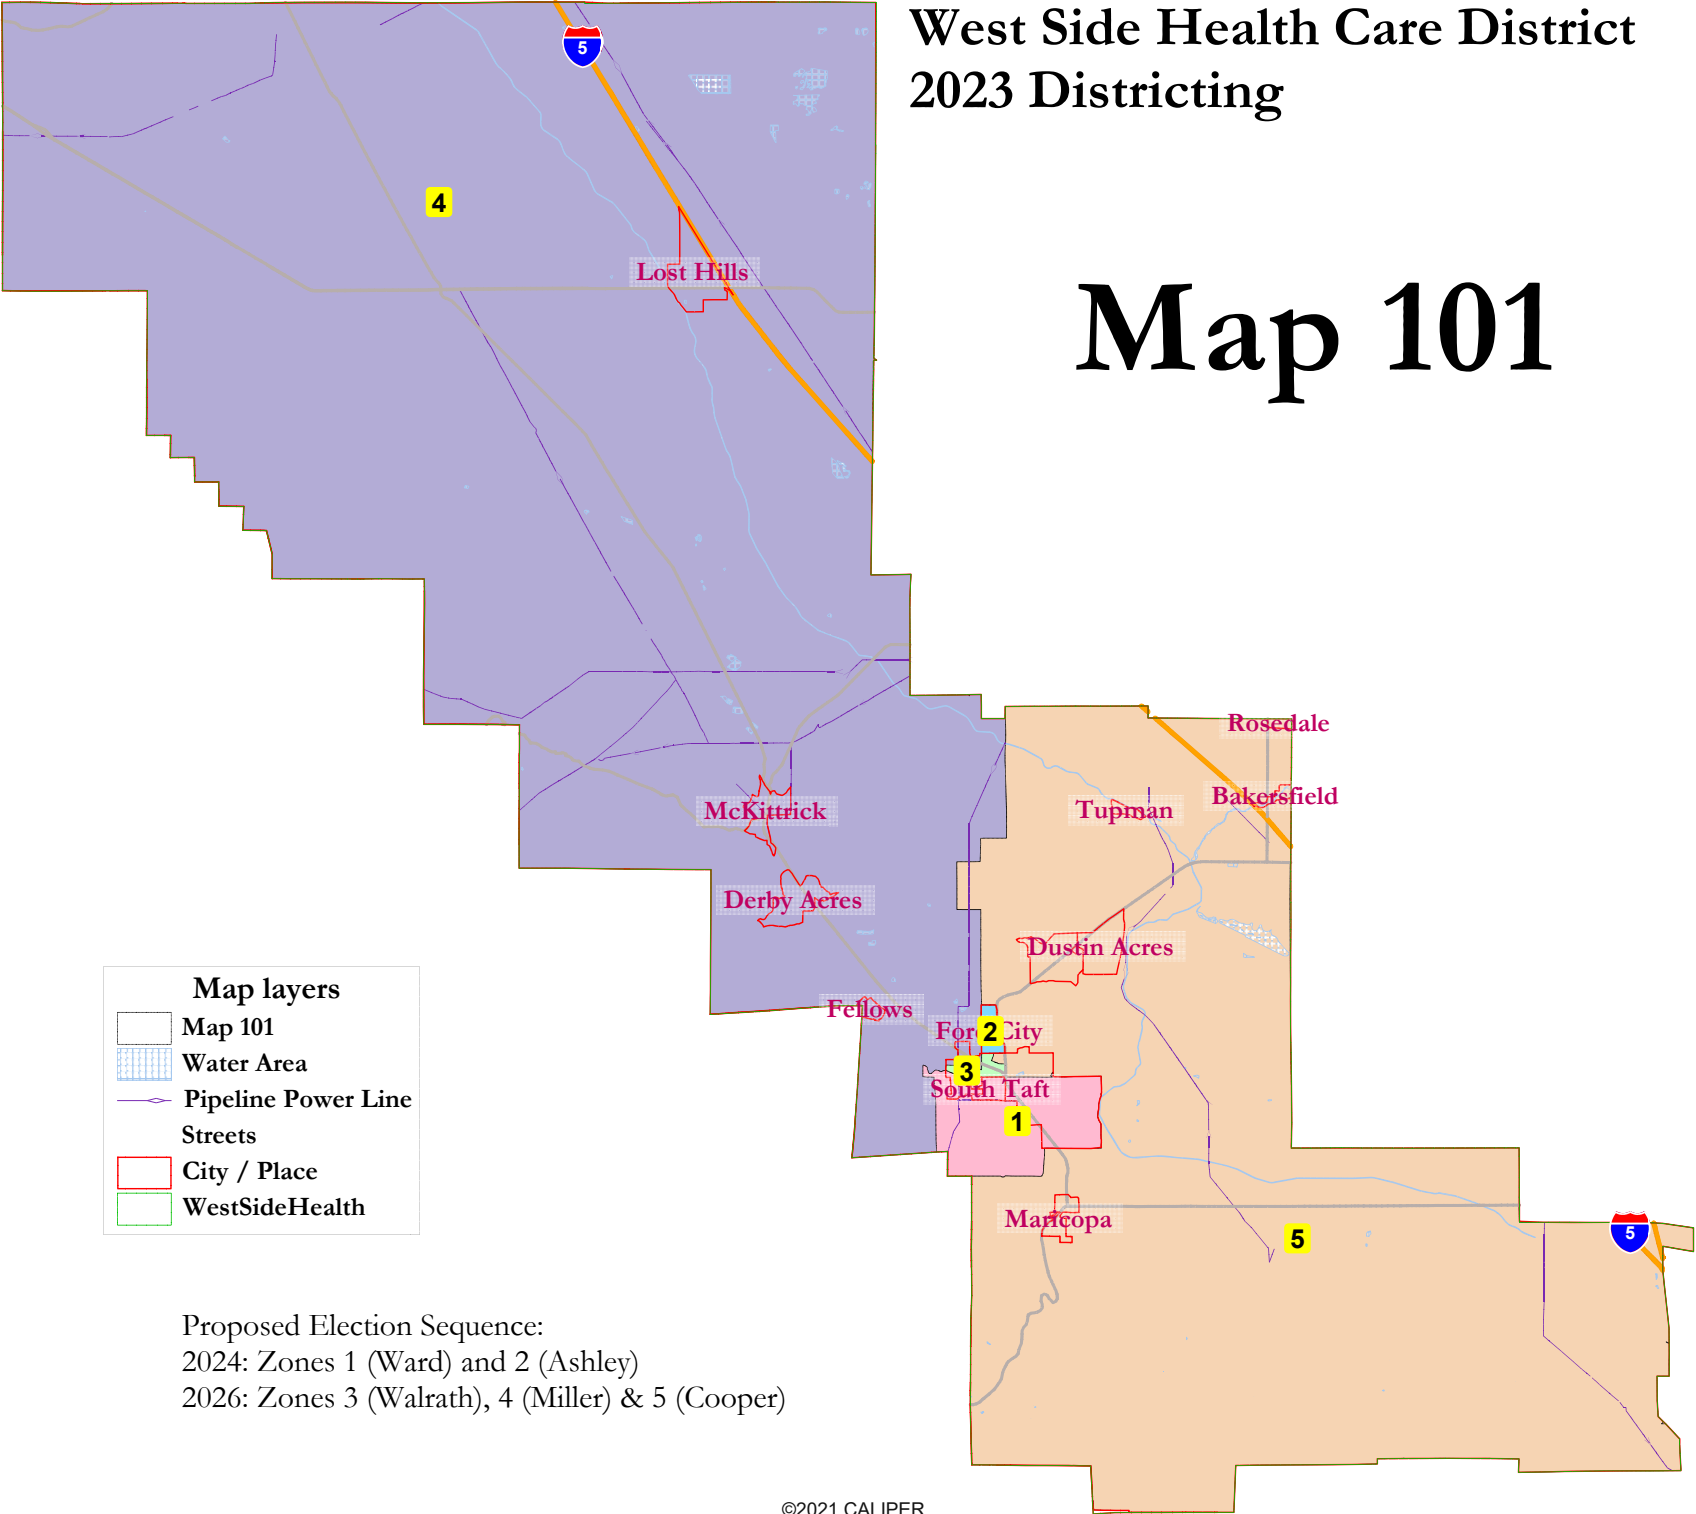 West Side Health Care District
2023 Districting
Map 101
5
4
Lost Hills
Rosedale
Bakersfield
Tupman
McKittrick
Derby Acres
Dustin Acres
Fellows
Ford City
2
3
South Taft
1
Maricopa
5
5
Map layers
Map 101
Water Area
Pipeline Power Line
Streets
City / Place
WestSideHealth
Proposed Election Sequence:
2024: Zones 1 (Ward) and 2 (Ashley)
2026: Zones 3 (Walrath), 4 (Miller) & 5 (Cooper)
©2021 CALIPER